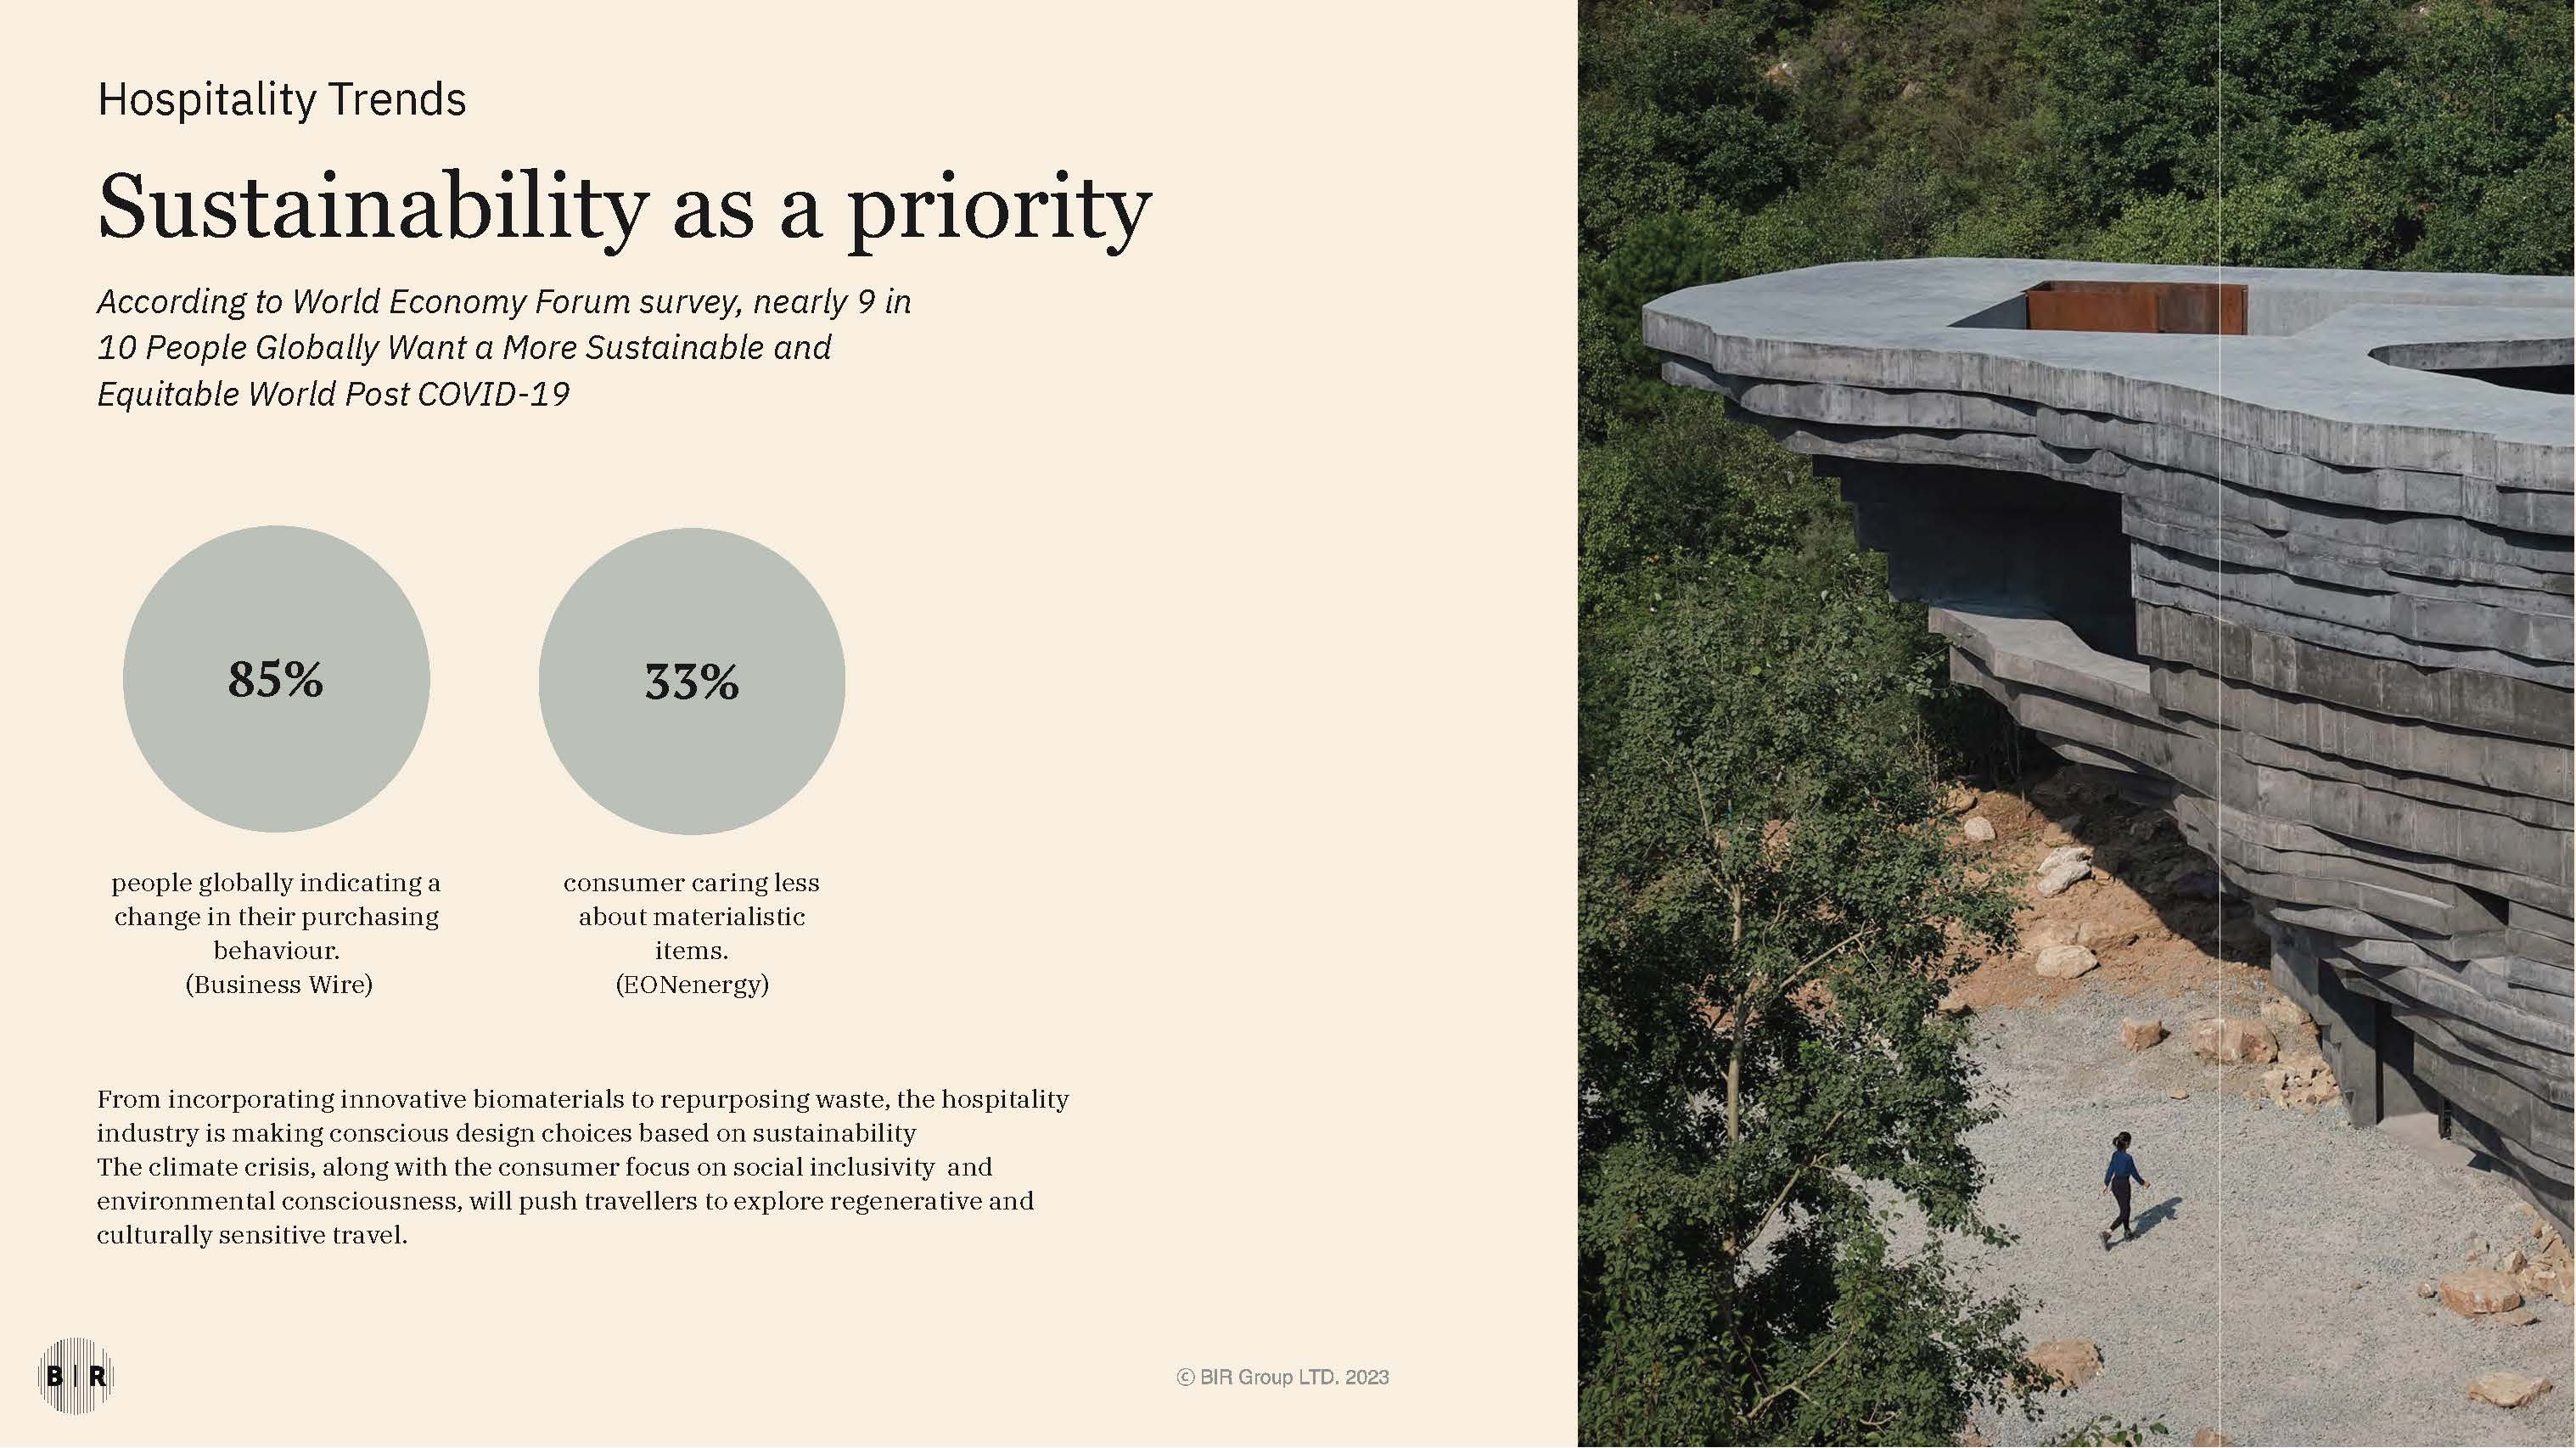 Hospitality Trends
Sustainability as a priority
According to World Economy Forum survey, nearly 9 in
10 People Globally Want a More Sustainable and
Equitable World Post COVID-19
85%
people globally indicating a
change in their purchasing
behaviour.
(Business Wire)
33%
consumer caring less
about materialistic
items.
(EONenergy)
From incorporating innovative biomaterials to repurposing waste, the hospitality
industry is making conscious design choices based on sustainability
The climate crisis, along with the consumer focus on social inclusivity  and
environmental consciousness, will push travellers to explore regenerative and
culturally sensitive travel.
B | R
© BIR Group LTD. 2023